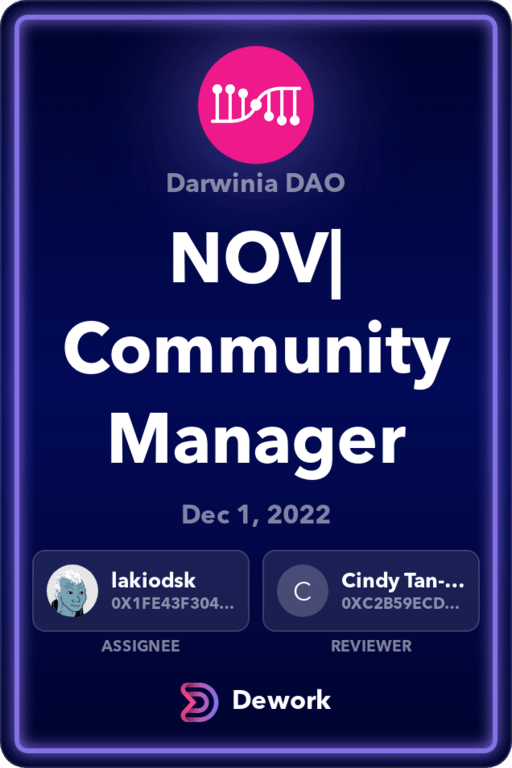 Darwinia DAO
NOV|
Community
Manager
Dec 1, 2022
lakiodsk
0X1FE43F304...
ASSIGNEE
C
Cindy Tan-...
0XC2B59ECD...
REVIEWER
Dework